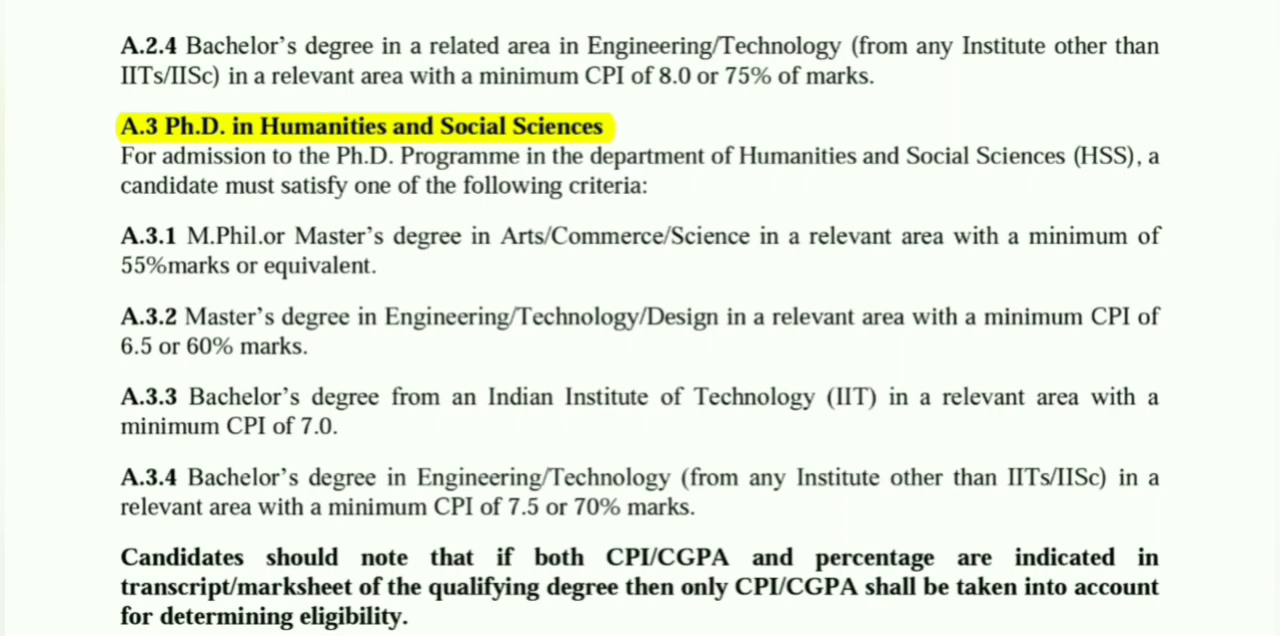 A.2.4 Bachelor’s degree in a related area in Engineering/Technology (from any Institute other than
IITs/IISc) in a relevant area with a minimum CPI of 8.0 or 75% of marks.
A.3 Ph.D. in Humanities and Social Sciences
For admission to the Ph.D. Programme in the department of Humanities and Social Sciences (HSS), a
candidate must satisfy one of the following criteria:
A.3.1 M.Phil.or Master’s degree in Arts/Commerce/Science in a relevant area with a minimum of
55%marks or equivalent.
A.3.2 Master’s degree in Engineering/Technology/Design in a relevant area with a minimum CPI of
6.5 or 60% marks.
A.3.3 Bachelor’s degree from an Indian Institute of Technology (IIT) in a relevant area with a
minimum CPI of 7.0.
A.3.4 Bachelor’s degree in Engineering/Technology (from any Institute other than IITs/IISc) in a
relevant area with a minimum CPI of 7.5 or 70% marks.
Candidates should note that if both CPI/CGPA and percentage are indicated in
transcript/marksheet of the qualifying degree then only CPI/CGPA shall be taken into account
for determining eligibility.